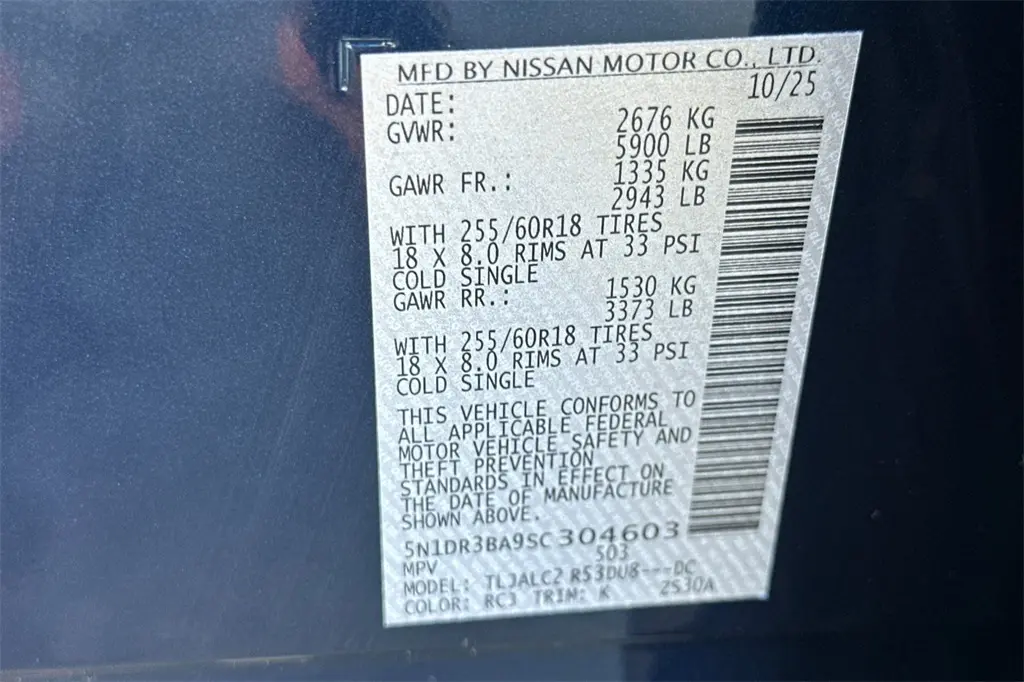 MFD BY NISSAN MOTOR CO., LTD.
DATE: 10/25
GVWR: 2676 KG
5900 LB
GAWR FR.: 1335 KG
2943 LB
WITH 255/60R18 TIRES
18 X 8.0 RIMS AT 33 PSI
COLD SINGLE
GAWR RR.: 1530 KG
3373 LB
WITH 255/60R18 TIRES
18 X 8.0 RIMS AT 33 PSI
COLD SINGLE
THIS VEHICLE CONFORMS TO
ALL APPLICABLE FEDERAL
MOTOR VEHICLE SAFETY AND
THEFT PREVENTION
STANDARDS IN EFFECT ON
THE DATE OF MANUFACTURE
SHOWN ABOVE.
5N1DR3BA9SC304603
MPV 503
MODEL: TLJALC2 R53DU8---DC
COLOR: RC3 TRIM: K 2S30A